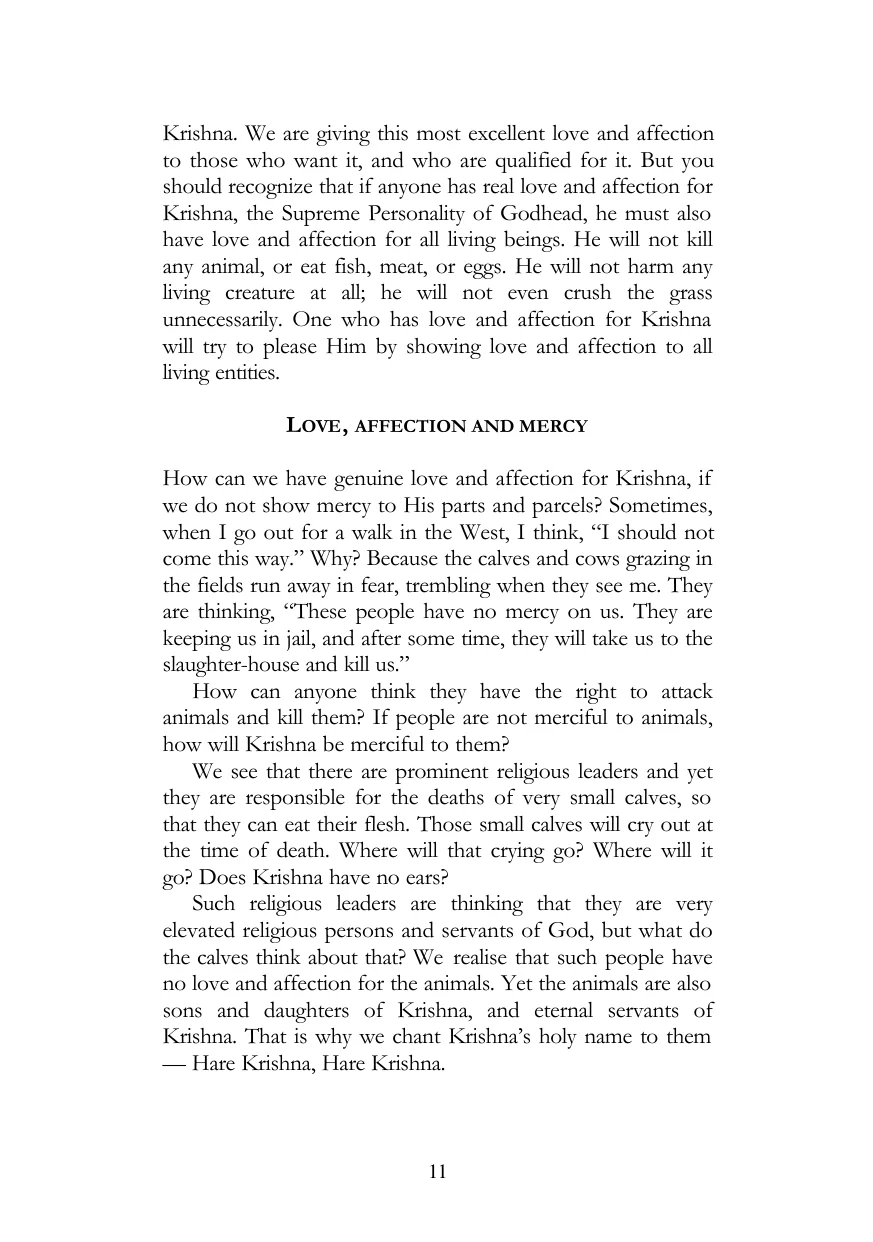 Krishna. We are giving this most excellent love and affection
to those who want it, and who are qualified for it. But you
should recognize that if anyone has real love and affection for
Krishna, the Supreme Personality of Godhead, he must also
have love and affection for all living beings. He will not kill
any animal, or eat fish, meat, or eggs. He will not harm any
living creature at all; he will not even crush the grass
unnecessarily. One who has love and affection for Krishna
will try to please Him by showing love and affection to all
living entities.
LOVE, AFFECTION AND MERCY
How can we have genuine love and affection for Krishna, if
we do not show mercy to His parts and parcels? Sometimes,
when I go out for a walk in the West, I think, “I should not
come this way.” Why? Because the calves and cows grazing in
the fields run away in fear, trembling when they see me. They
are thinking, “These people have no mercy on us. They are
keeping us in jail, and after some time, they will take us to the
slaughter-house and kill us.”
How can anyone think they have the right to attack
animals and kill them? If people are not merciful to animals,
how will Krishna be merciful to them?
We see that there are prominent religious leaders and yet
they are responsible for the deaths of very small calves, so
that they can eat their flesh. Those small calves will cry out at
the time of death. Where will that crying go? Where will it
go? Does Krishna have no ears?
Such religious leaders are thinking that they are very
elevated religious persons and servants of God, but what do
the calves think about that? We realise that such people have
no love and affection for the animals. Yet the animals are also
sons and daughters of Krishna, and eternal servants of
Krishna. That is why we chant Krishna’s holy name to them
— Hare Krishna, Hare Krishna.
11